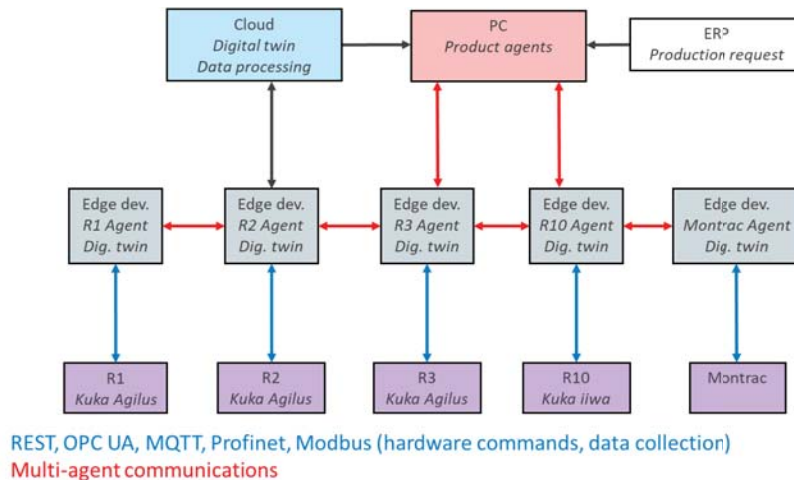 Cloud
Digital twin
Data processing
PC
Product agents
ERP
Production request
Edge dev.
R1 Agent
Dig. twin
Edge dev.
R2 Agent
Dig. twin
Edge dev.
R3 Agent
Dig. twin
Edge dev.
R10 Agent
Dig. twin
Edge dev.
Montrac Agent
Dig. twin
R1
Kuka Agilus
R2
Kuka Agilus
R3
Kuka Agilus
R10
Kuka iiwa
Montrac
REST, OPC UA, MQTT, Profinet, Modbus (hardware commands, data collection)
Multi-agent communications